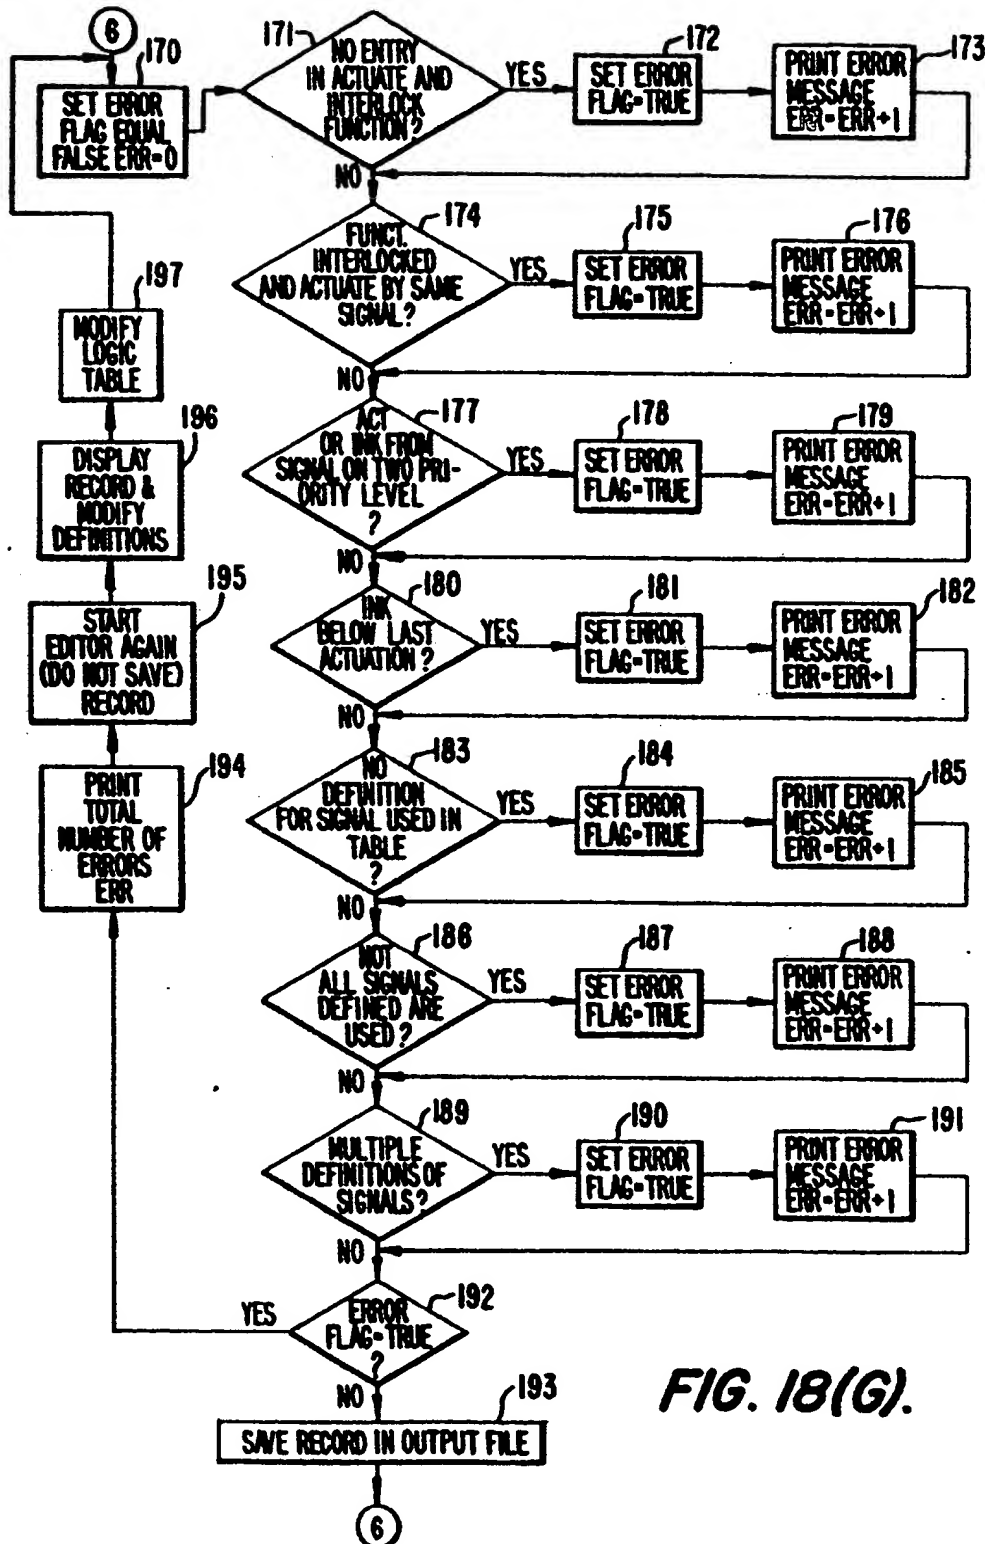 6
170
SET ERROR
FLAG EQUAL
FALSE ERR=0
171
NO ENTRY
IN ACTUATE AND
INTERLOCK
FUNCTION?
YES
172
SET ERROR
FLAG=TRUE
173
PRINT ERROR
MESSAGE
ERR=ERR+1
NO
174
FUNCT.
INTERLOCKED
AND ACTUATE BY SAME
SIGNAL?
YES
175
SET ERROR
FLAG=TRUE
176
PRINT ERROR
MESSAGE
ERR=ERR+1
NO
177
ACT
OR INK FROM
SIGNAL ON TWO PRI-
ORITY LEVEL
?
YES
178
SET ERROR
FLAG=TRUE
179
PRINT ERROR
MESSAGE
ERR=ERR+1
NO
180
INK
BELOW LAST
ACTUATION?
YES
181
SET ERROR
FLAG=TRUE
182
PRINT ERROR
MESSAGE
ERR=ERR+1
NO
183
NO
DEFINITION
FOR SIGNAL USED IN
TABLE
?
YES
184
SET ERROR
FLAG=TRUE
185
PRINT ERROR
MESSAGE
ERR=ERR+1
NO
186
NOT
ALL SIGNALS
DEFINED ARE
USED?
YES
187
SET ERROR
FLAG=TRUE
188
PRINT ERROR
MESSAGE
ERR=ERR+1
NO
189
MULTIPLE
DEFINITIONS OF
SIGNALS?
YES
190
SET ERROR
FLAG=TRUE
191
PRINT ERROR
MESSAGE
ERR=ERR+1
NO
192
ERROR
FLAG=TRUE
?
YES
NO
193
SAVE RECORD IN OUTPUT FILE
6
194
PRINT
TOTAL
NUMBER OF
ERRORS
ERR
195
START
EDITOR AGAIN
(DO NOT SAVE)
RECORD
196
DISPLAY
RECORD &
MODIFY
DEFINITIONS
197
MODIFY
LOGIC
TABLE
FIG. 18(G).